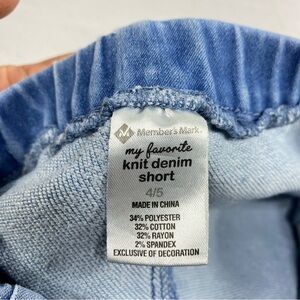 Member's Mark.
my favorite
knit denim
short
4/5
MADE IN CHINA
34% POLYESTER
32% COTTON
32% RAYON
2% SPANDEX
EXCLUSIVE OF DECORATION